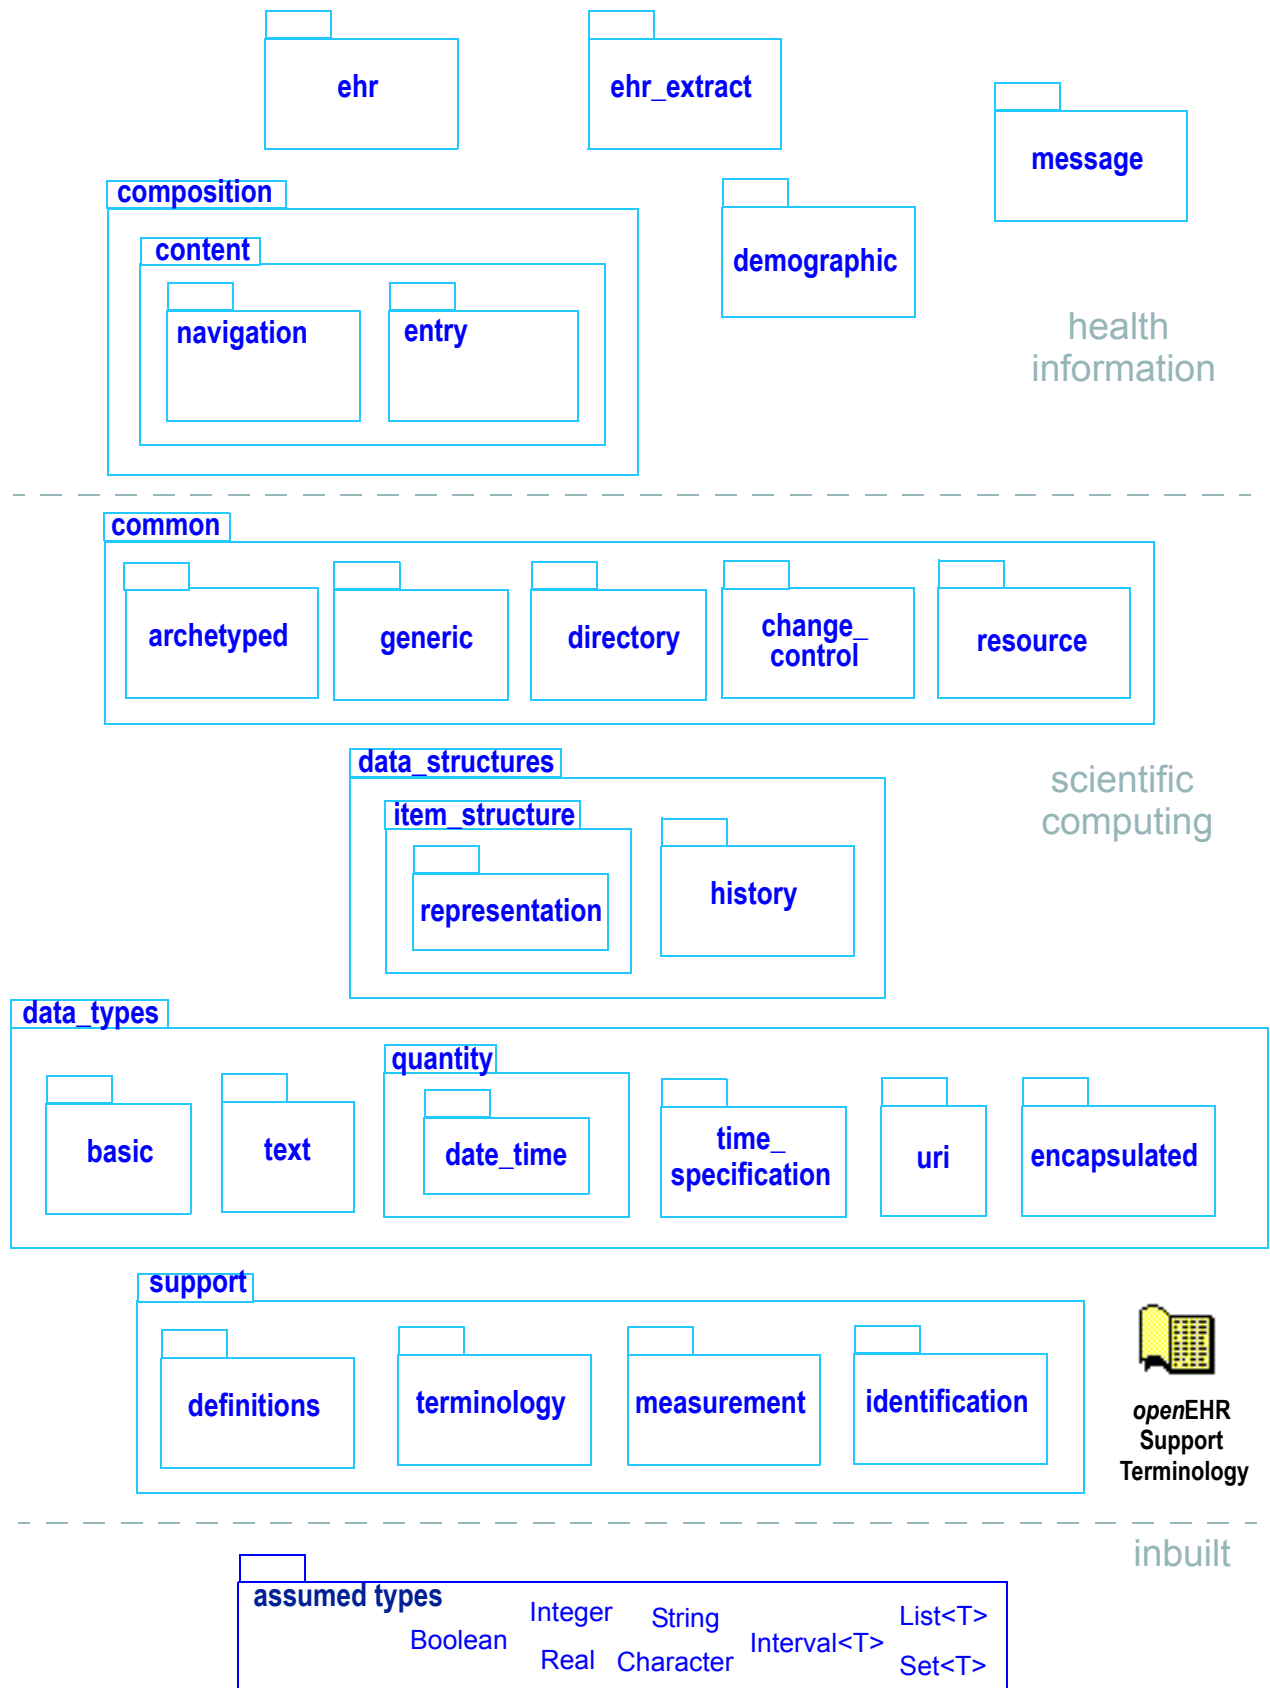 ehr
ehr_extract
message
composition
content
demographic
navigation
entry
health
information
common
archetyped
generic
directory
change_
control
resource
data_structures
item_structure
representation
history
scientific
computing
data_types
quantity
basic
text
date_time
time_
specification
uri
encapsulated
support
definitions
terminology
measurement
identification
openEHR
Support
Terminology
inbuilt
assumed types
Boolean
Integer
Real
String
Character
Interval<T>
List<T>
Set<T>